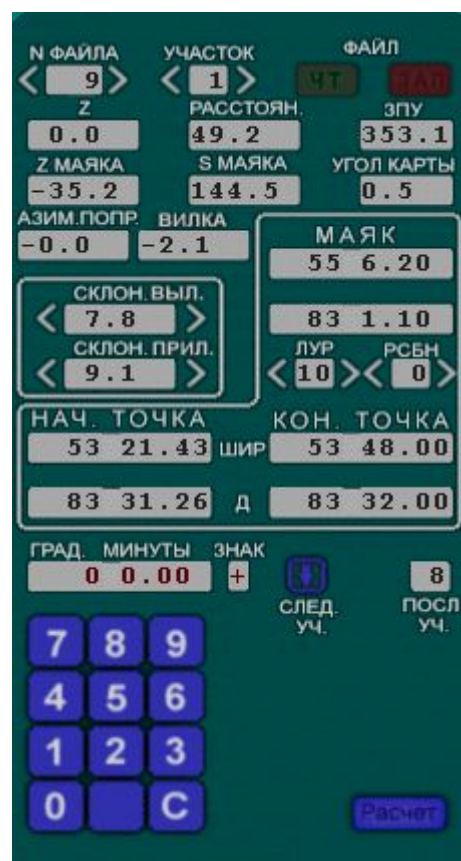 N ФАЙЛА УЧАСТОК ФАЙЛ
< 9 > < 1 > ЧТ ЗАП
Z РАССТОЯН. ЗПУ
0.0 49.2 353.1
Z МАЯКА S МАЯКА УГОЛ КАРТЫ
-35.2 144.5 0.5
АЗИМ.ПОПР. ВИЛКА
-0.0 -2.1
МАЯК
55 6.20
83 1.10
СКЛОН. ВЫЛ.
< 7.8 >
СКЛОН. ПРИЛ.
< 9.1 >
ЛУР РСБН
< 10 > < 0 >
НАЧ. ТОЧКА КОН. ТОЧКА
53 21.43 ШИР 53 48.00
83 31.26 Д 83 32.00
ГРАД. МИНУТЫ ЗНАК
0 0.00 + 8
СЛЕД. УЧ. ПОСЛ УЧ.
7 8 9
4 5 6
1 2 3
0 C
Расчет